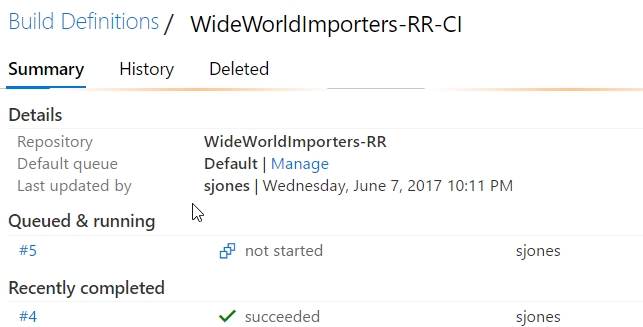 Build Definitions / WideWorldImporters-RR-CI
Summary History Deleted
Details
Repository WideWorldImporters-RR
Default queue Default | Manage
Last updated by sjones | Wednesday, June 7, 2017 10:11 PM
Queued & running
#5 not started sjones
Recently completed
#4 succeeded sjones